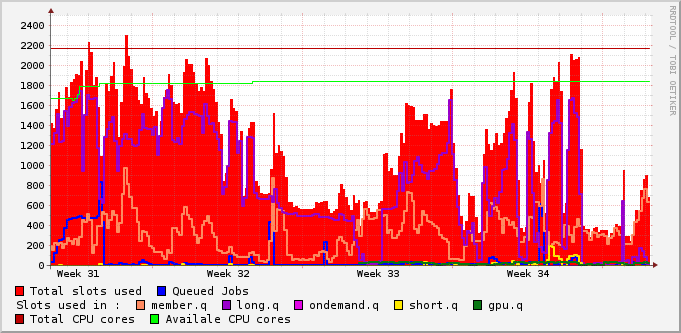 RRDTOOL / TOBI OETIKER
2400
2200
2000
1800
1600
1400
1200
1000
800
600
400
200
0
Week 31 Week 32 Week 33 Week 34
Total slots used Queued Jobs
Slots used in : member.q long.q ondemand.q short.q gpu.q
Total CPU cores Availale CPU cores